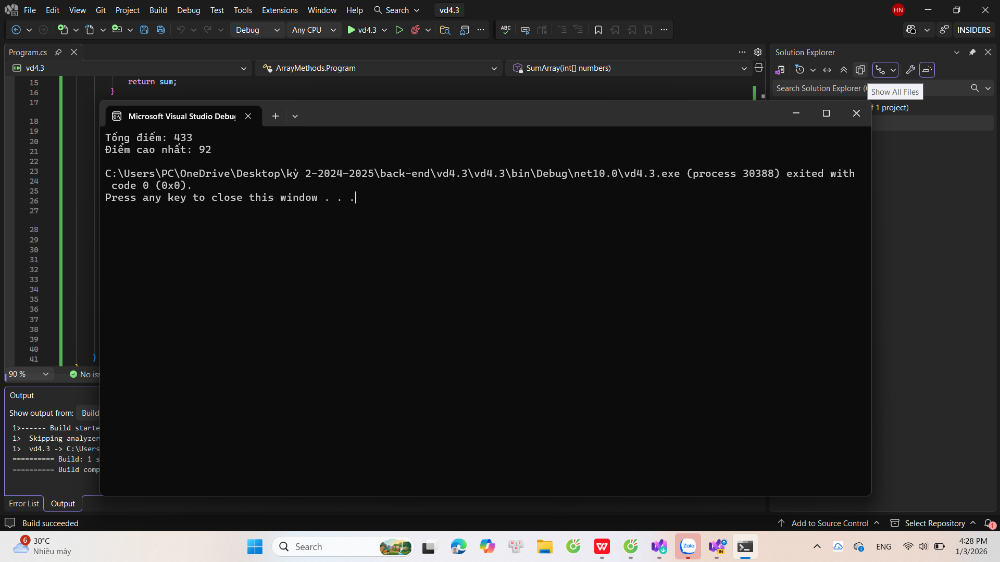 File Edit View Git Project Build Debug Test Tools Extensions Window Help Search vd4.3 HN
Debug Any CPU vd4.3 ABC INSIDERS
Program.cs
vd4.3 ArrayMethods.Program SumArray(int[] numbers)
15 return sum;
16 }
17
18
19
20
21
22
23
24
25
26
27
28
29
30
31
32
33
34
35
36
37
38
39
40
41 }
90 % No iss
Microsoft Visual Studio Debug
Tổng điểm: 433
Điểm cao nhất: 92
C:\Users\PC\OneDrive\Desktop\kỳ 2-2024-2025\back-end\vd4.3\vd4.3\bin\Debug\net10.0\vd4.3.exe (process 30388) exited with
code 0 (0x0).
Press any key to close this window . . .
Solution Explorer
Search Solution Explorer (
Show All Files
f 1 project)
Output
Show output from: Build
1>------ Build starte
1> Skipping analyzer
1> vd4.3 -> C:\Users
========== Build: 1 s
========== Build comp
Error List Output
Build succeeded Add to Source Control Select Repository 1
6 30°C
Nhiều mây
Search
Zalo
IN
ENG
4:28 PM
1/3/2026